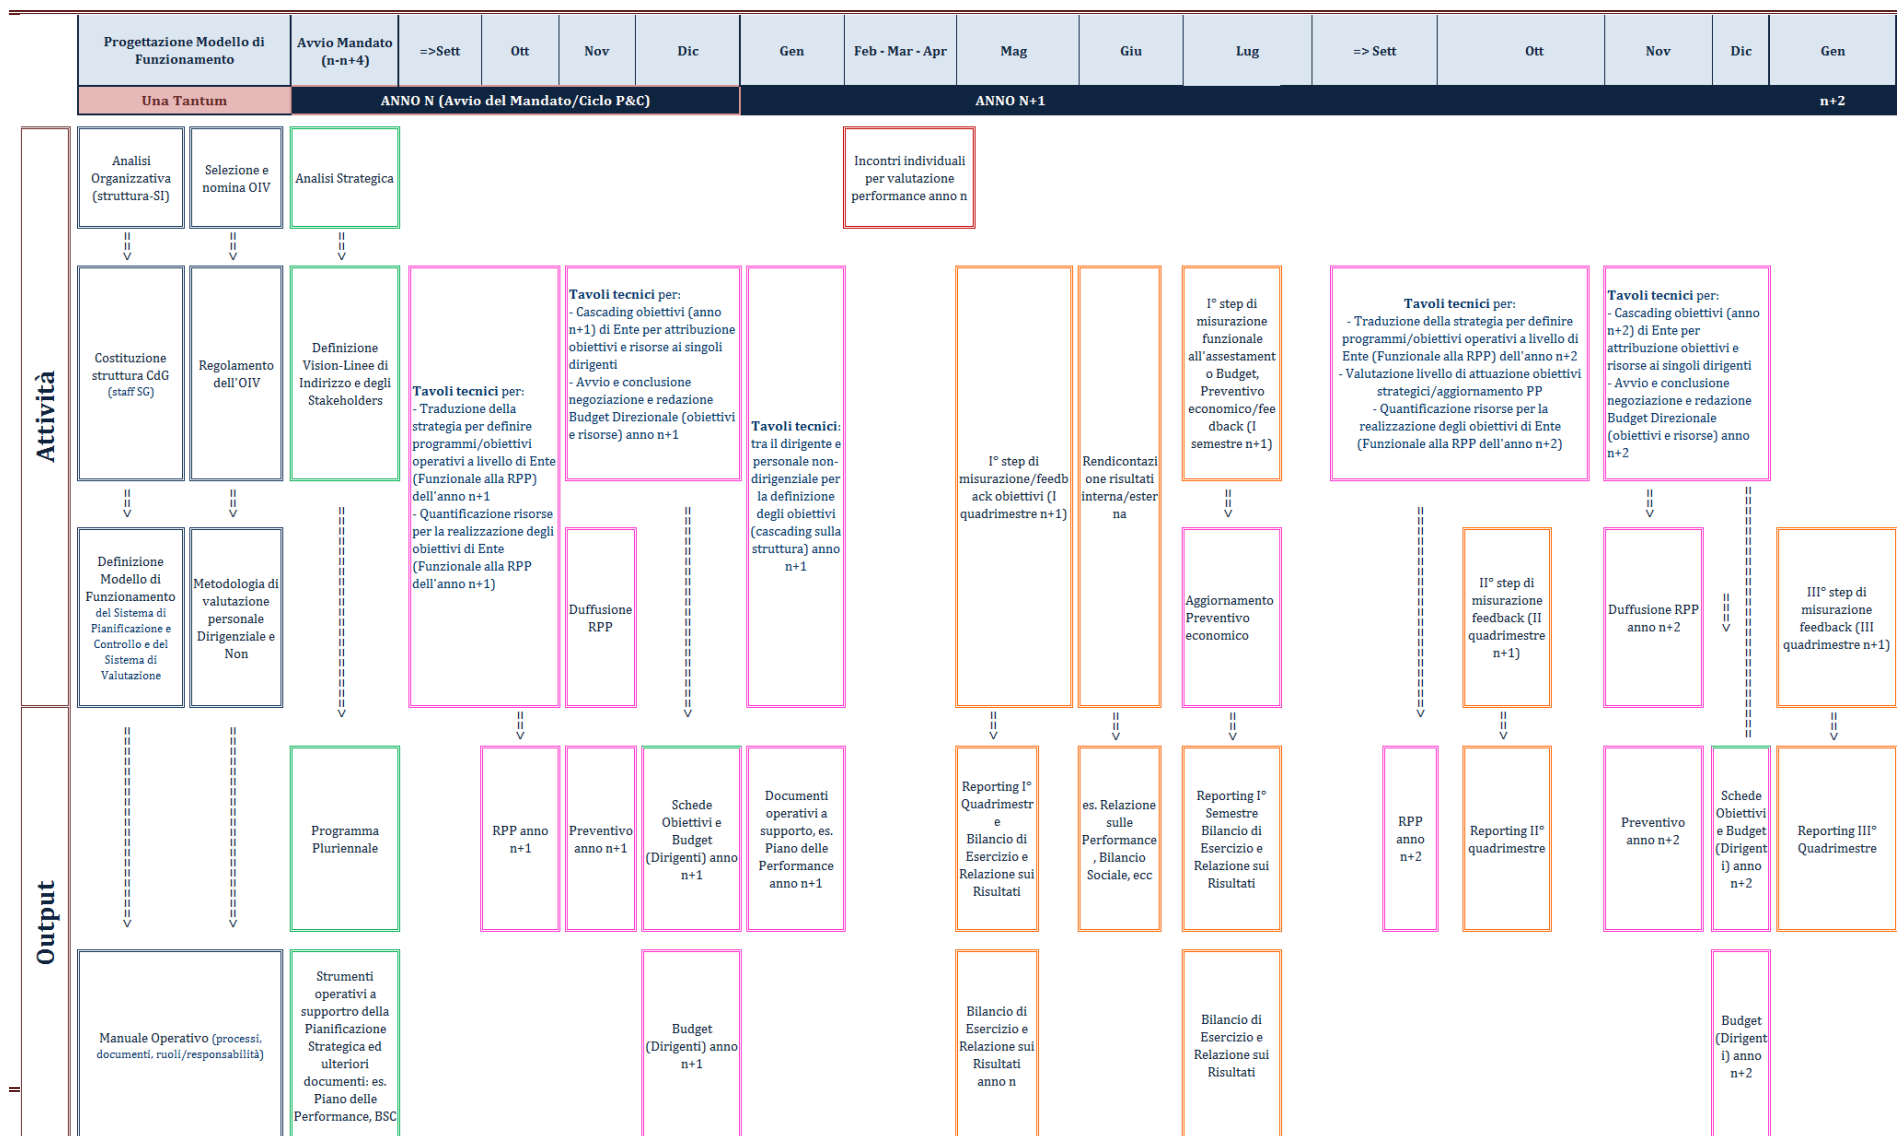 Progettazione Modello di
Funzionamento
Avvio Mandato
(n-n+4)
=>Sett
Ott
Nov
Dic
Gen
Feb - Mar - Apr
Mag
Giu
Lug
=> Sett
Ott
Nov
Dic
Gen
Una Tantum
ANNO N (Avvio del Mandato/Ciclo P&C)
ANNO N+1
n+2
Attività
Analisi
Organizzativa
(struttura-SI)
Selezione e
nomina OIV
Analisi Strategica
Incontri individuali
per valutazione
performance anno n
Costituzione
struttura CdG
(staff SG)
Regolamento
dell'OIV
Definizione
Vision-Linee di
Indirizzo e degli
Stakeholders
Tavoli tecnici per:
- Traduzione della
strategia per definire
programmi/obiettivi
operativi a livello di Ente
(Funzionale alla RPP)
dell'anno n+1
- Quantificazione risorse
per la realizzazione degli
obiettivi di Ente
(Funzionale alla RPP
dell'anno n+1)
Tavoli tecnici per:
- Cascading obiettivi (anno
n+1) di Ente per attribuzione
obiettivi e risorse ai singoli
dirigenti
- Avvio e conclusione
negoziazione e redazione
Budget Direzionale (obiettivi
e risorse) anno n+1
Tavoli tecnici:
tra il dirigente e
personale non-
dirigenziale per
la definizione
degli obiettivi
(cascading sulla
struttura) anno
n+1
I° step di
misurazione/feedb
ack obiettivi (I
quadrimestre n+1)
Rendicontazi
one risultati
interna/ester
na
I° step di
misurazione
funzionale
all'assestament
o Budget,
Preventivo
economico/fee
dback (I
semestre n+1)
Tavoli tecnici per:
- Traduzione della strategia per definire
programmi/obiettivi operativi a livello di
Ente (Funzionale alla RPP) dell'anno n+2
- Valutazione livello di attuazione obiettivi
strategici/aggiornamento PP
- Quantificazione risorse per la
realizzazione degli obiettivi di Ente
(Funzionale alla RPP dell'anno n+2)
Tavoli tecnici per:
- Cascading obiettivi (anno
n+2) di Ente per
attribuzione obiettivi e
risorse ai singoli dirigenti
- Avvio e conclusione
negoziazione e redazione
Budget Direzionale
(obiettivi e risorse) anno
n+2
Definizione
Modello di
Funzionamento
del Sistema di
Pianificazione e
Controllo e del
Sistema di
Valutazione
Metodologia di
valutazione
personale
Dirigenziale e
Non
Duffusione
RPP
Aggiornamento
Preventivo
economico
II° step di
misurazione
feedback (II
quadrimestre
n+1)
Duffusione RPP
anno n+2
III° step di
misurazione
feedback (III
quadrimestre n+1)
Output
Programma
Pluriennale
RPP anno
n+1
Preventivo
anno n+1
Schede
Obiettivi e
Budget
(Dirigenti) anno
n+1
Documenti
operativi a
supporto, es.
Piano delle
Performance
anno n+1
Reporting I°
Quadrimestr
e
Bilancio di
Esercizio e
Relazione sui
Risultati
es. Relazione
sulle
Performance
, Bilancio
Sociale, ecc
Reporting I°
Semestre
Bilancio di
Esercizio e
Relazione sui
Risultati
RPP
anno
n+2
Reporting II°
quadrimestre
Preventivo
anno n+2
Schede
Obiettivi
e Budget
(Dirigent
i) anno
n+2
Reporting III°
Quadrimestre
Manuale Operativo (processi,
documenti, ruoli/responsabilità)
Strumenti
operativi a
supportro della
Pianificazione
Strategica ed
ulteriori
documenti: es.
Piano delle
Performance, BSC
Budget
(Dirigenti) anno
n+1
Bilancio di
Esercizio e
Relazione sui
Risultati
anno n
Bilancio di
Esercizio e
Relazione sui
Risultati
Budget
(Dirigent
i) anno
n+2